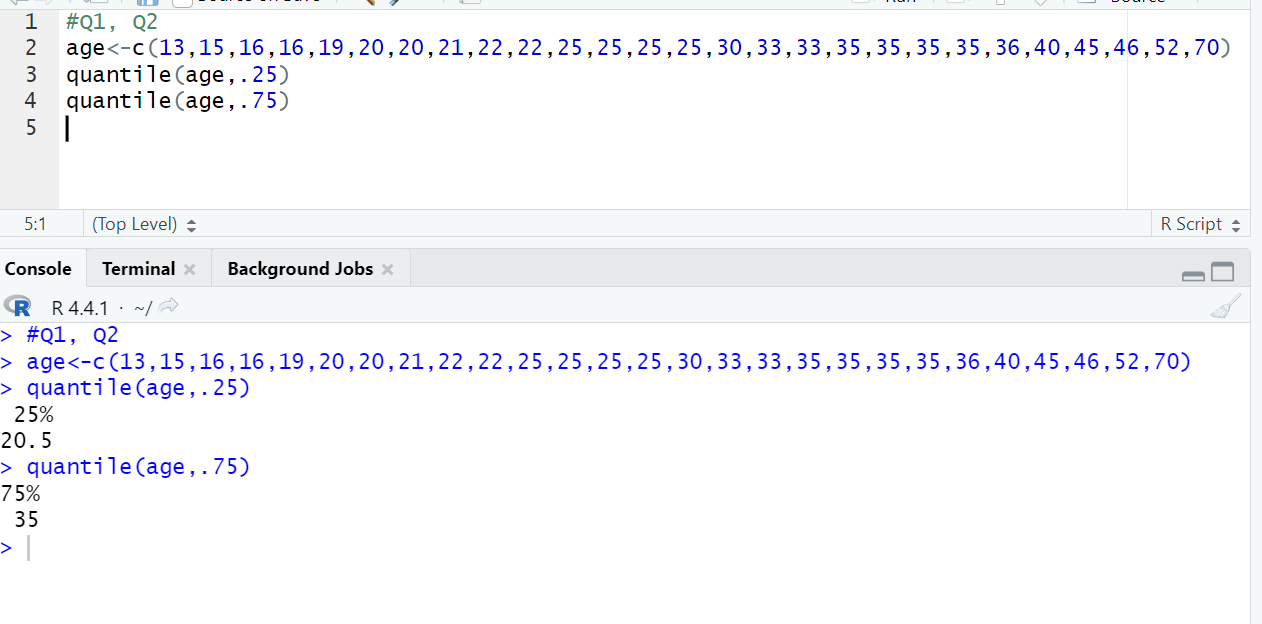 1 #Q1, Q2
2 age<-c(13,15,16,16,19,20,20,21,22,22,25,25,25,25,30,33,33,35,35,35,35,36,40,45,46,52,70)
3 quantile(age,.25)
4 quantile(age,.75)
5
5:1 (Top Level) R Script
Console Terminal Background Jobs
R R 4.4.1 · ~/
> #Q1, Q2
> age<-c(13,15,16,16,19,20,20,21,22,22,25,25,25,25,30,33,33,35,35,35,35,36,40,45,46,52,70)
> quantile(age,.25)
25%
20.5
> quantile(age,.75)
75%
35
>